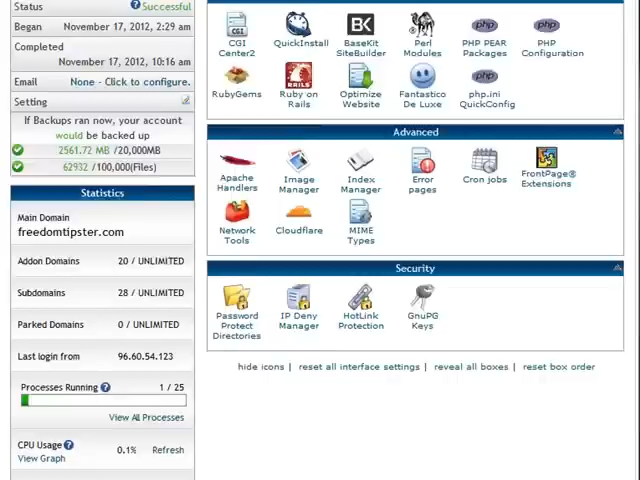 Status Successful
Began November 17, 2012, 2:29 am
Completed
November 17, 2012, 10:16 am
Email None - Click to configure.
Setting
If Backups ran now, your account
would be backed up
2561.72 MB /20,000MB
62932 /100,000(Files)
Statistics
Main Domain
freedomtipster.com
Addon Domains 20 / UNLIMITED
Subdomains 28 / UNLIMITED
Parked Domains 0 / UNLIMITED
Last login from 96.60.54.123
Processes Running 1 / 25
View All Processes
CPU Usage 0.1% Refresh
View Graph
CGI
Center2
QuickInstall
BK
BaseKit
SiteBuilder
Perl
Modules
php
PHP PEAR
Packages
php
PHP
Configuration
RubyGems
RAILS
Ruby on
Rails
Optimize
Website
Fantastico
De Luxe
php
php.ini
QuickConfig
Advanced
Apache
Handlers
Image
Manager
Index
Manager
Error
pages
Cron jobs
FrontPage®
Extensions
Network
Tools
Cloudflare
MIME
Types
Security
Password
Protect
Directories
IP Deny
Manager
HotLink
Protection
GnuPG
Keys
hide icons | reset all interface settings | reveal all boxes | reset box order